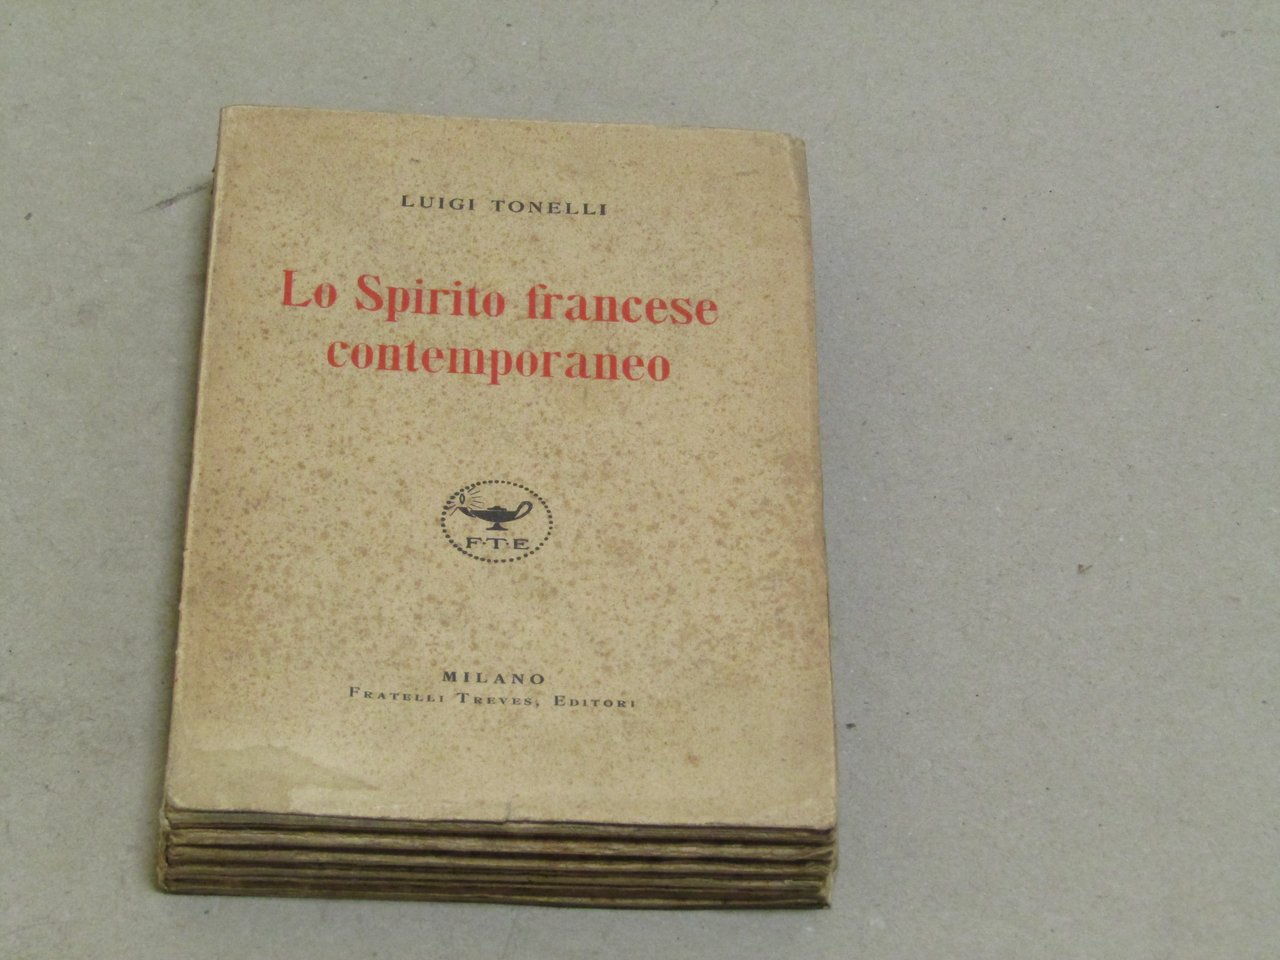 LUIGI TONELLI
Lo Spirito francese
contemporaneo
F·T·E
MILANO
FRATELLI TREVES, EDITORI